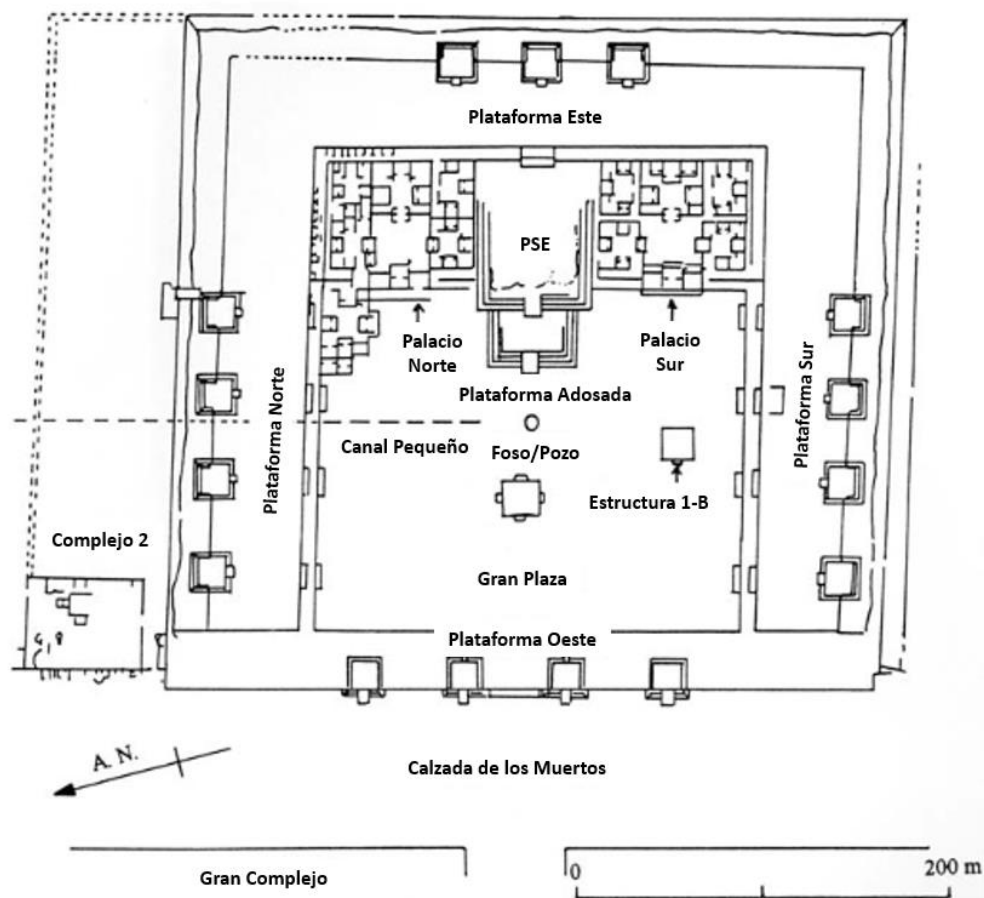 Plataforma Este
PSE
Palacio
Norte
Palacio
Sur
Plataforma Norte
Plataforma Sur
Plataforma Adosada
Canal Pequeño
Foso/Pozo
Estructura 1-B
Complejo 2
Gran Plaza
Plataforma Oeste
A. N.
Calzada de los Muertos
Gran Complejo
0
200 m